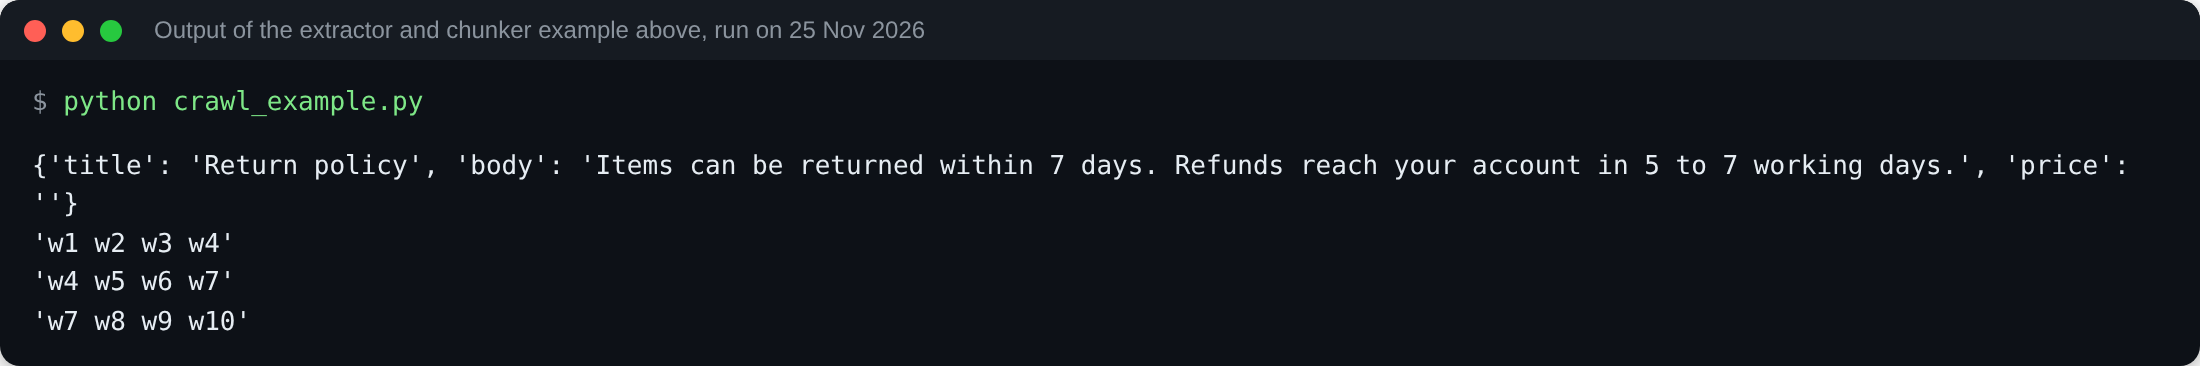 Output of the extractor and chunker example above, run on 25 Nov 2026
$ python crawl_example.py
{'title': 'Return policy', 'body': 'Items can be returned within 7 days. Refunds reach your account in 5 to 7 working days.', 'price':
''}
'w1 w2 w3 w4'
'w4 w5 w6 w7'
'w7 w8 w9 w10'